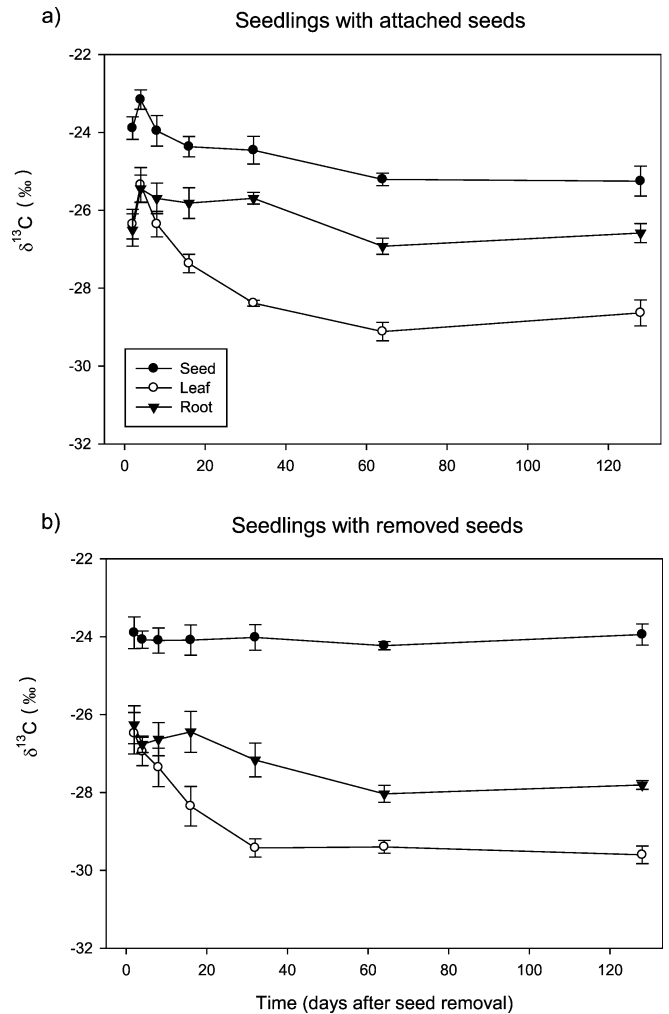 a)
Seedlings with attached seeds
-22
-24
-26
-28
-30
-32
δ¹³C ( ‰ )
Seed
Leaf
Root
0 20 40 60 80 100 120
b)
Seedlings with removed seeds
-22
-24
-26
-28
-30
-32
δ¹³C ( ‰ )
0 20 40 60 80 100 120
Time (days after seed removal)